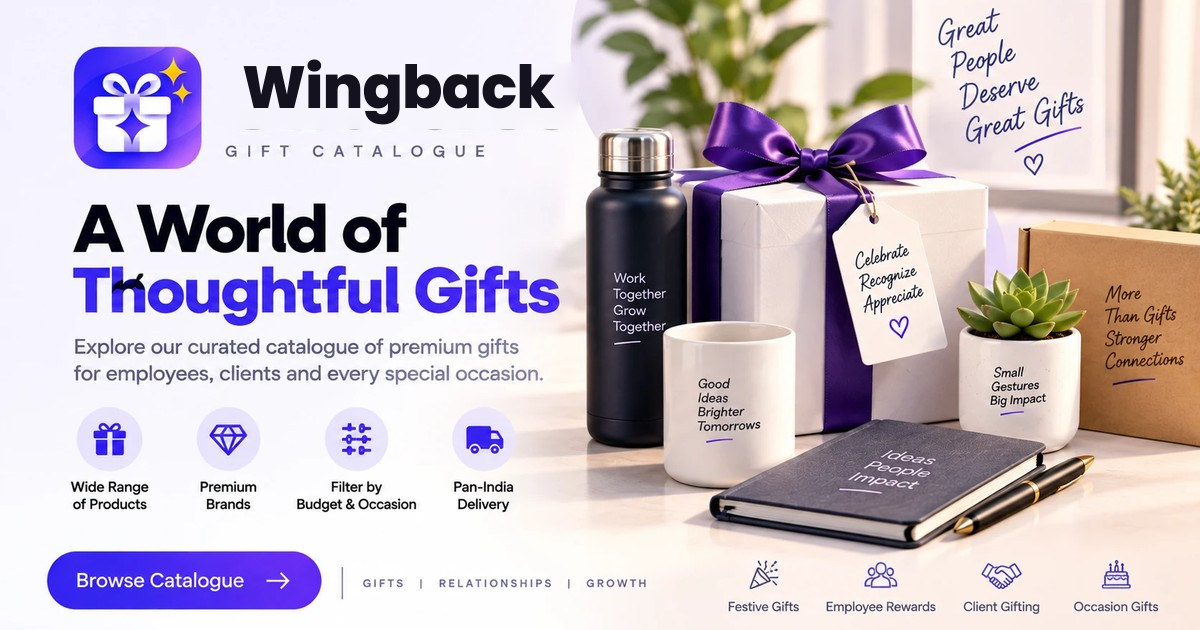 Wingback
GIFT CATALOGUE
A World of
Thoughtful Gifts
Explore our curated catalogue of premium gifts
for employees, clients and every special occasion.
Wide Range
of Products
Premium
Brands
Filter by
Budget & Occasion
Pan-India
Delivery
Browse Catalogue
GIFTS | RELATIONSHIPS | GROWTH
Great
People
Deserve
Great Gifts
Work
Together
Grow
Together
Celebrate
Recognize
Appreciate
Good
Ideas
Brighter
Tomorrows
Small
Gestures
Big Impact
More
Than Gifts
Stronger
Connections
Ideas
People
Impact
Festive Gifts
Employee Rewards
Client Gifting
Occasion Gifts